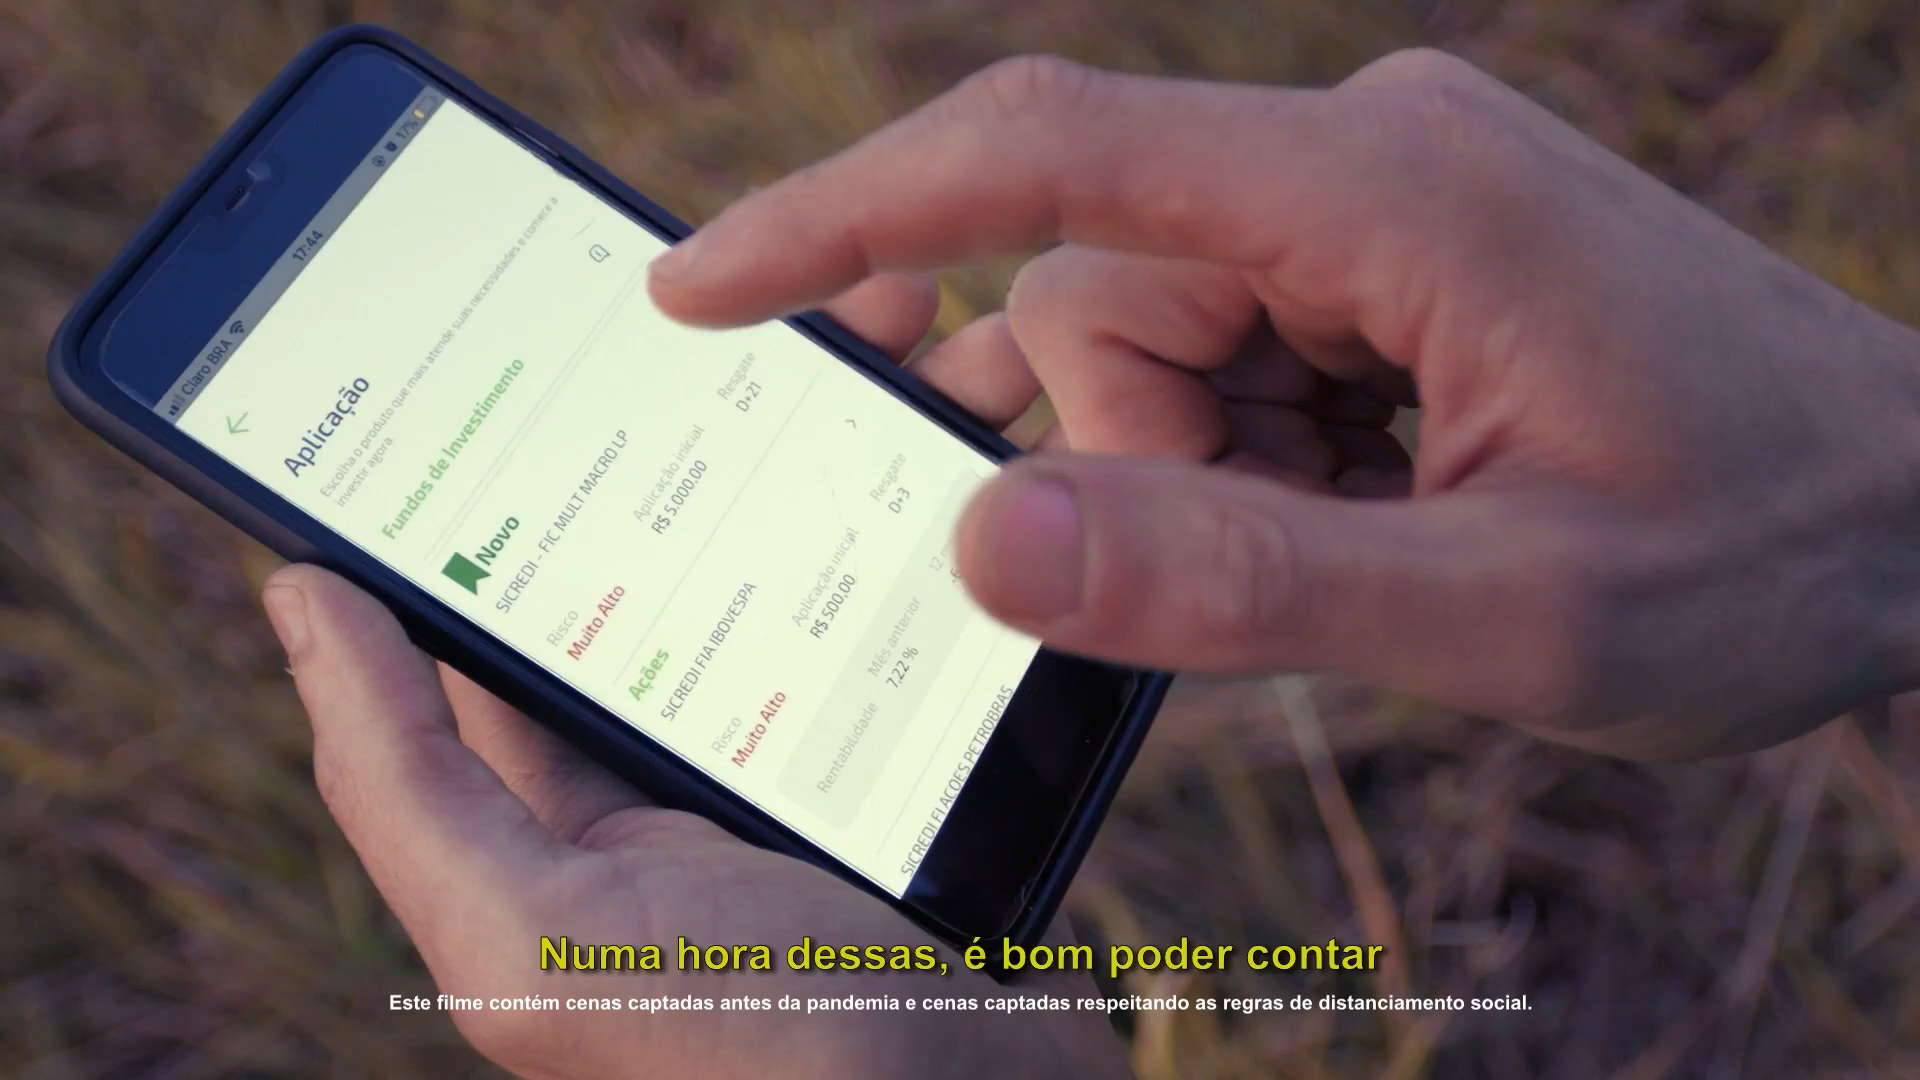 Claro BRA
17:44
17%
Aplicação
Escolha o produto que mais atende suas necessidades e comece a
investir agora.
Fundos de Investimento
Novo
SICREDI - FIC MULT MACRO LP
Risco Aplicação inicial Resgate
Muito Alto R$ 5.000,00 D+21
Ações
SICREDI FIA IBOVESPA
Risco Aplicação inicial Resgate
Muito Alto R$ 500,00 D+3
Rentabilidade Mês anterior
7,22 %
SICREDI FI ACOES PETROBRAS
Numa hora dessas, é bom poder contar
Este filme contém cenas captadas antes da pandemia e cenas captadas respeitando as regras de distanciamento social.